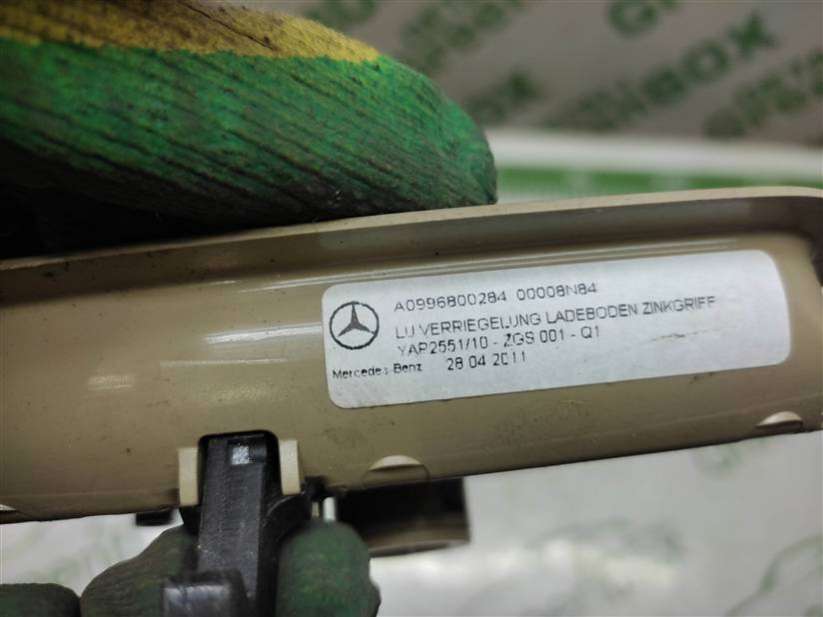 A0996800284 00008N84
LU VERRIEGELUNG LADEBODEN ZINKGRIFF
YAP2551/10 - ZGS 001 - Q1
Mercedes-Benz 28 04 2011